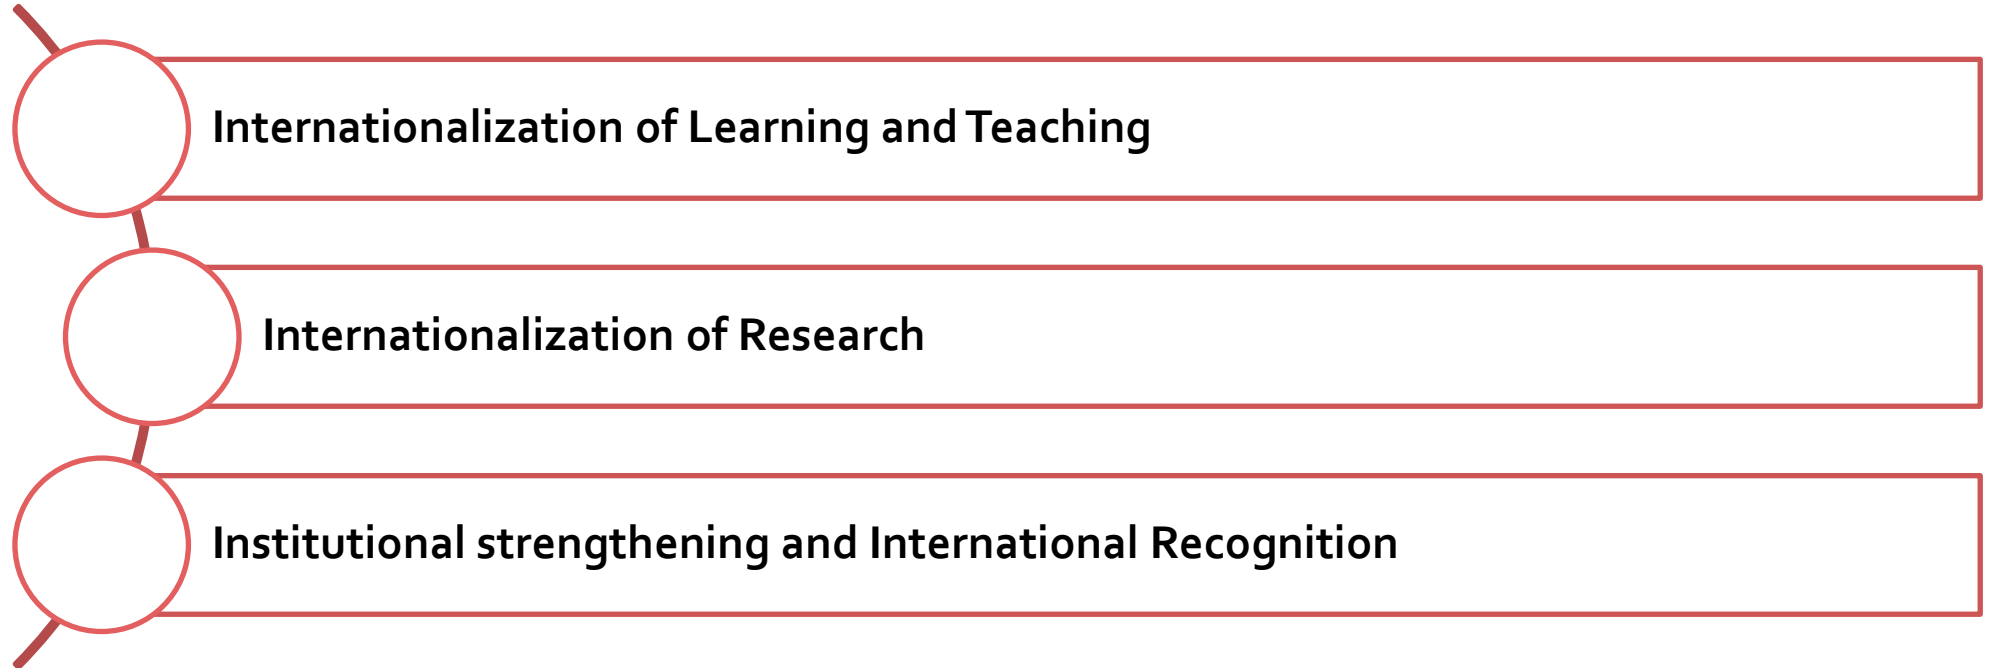 Internationalization of Learning and Teaching
Internationalization of Research
Institutional strengthening and International Recognition